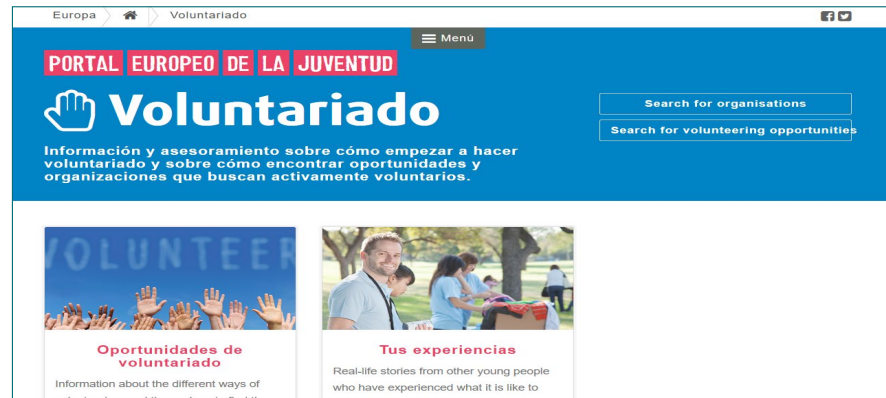 Europa Voluntariado
Menú
PORTAL EUROPEO DE LA JUVENTUD
Voluntariado
Search for organisations
Search for volunteering opportunities
Información y asesoramiento sobre cómo empezar a hacer
voluntariado y sobre cómo encontrar oportunidades y
organizaciones que buscan activamente voluntarios.
VOLUNTEER
Oportunidades de
voluntariado
Information about the different ways of
Tus experiencias
Real-life stories from other young people
who have experienced what it is like to